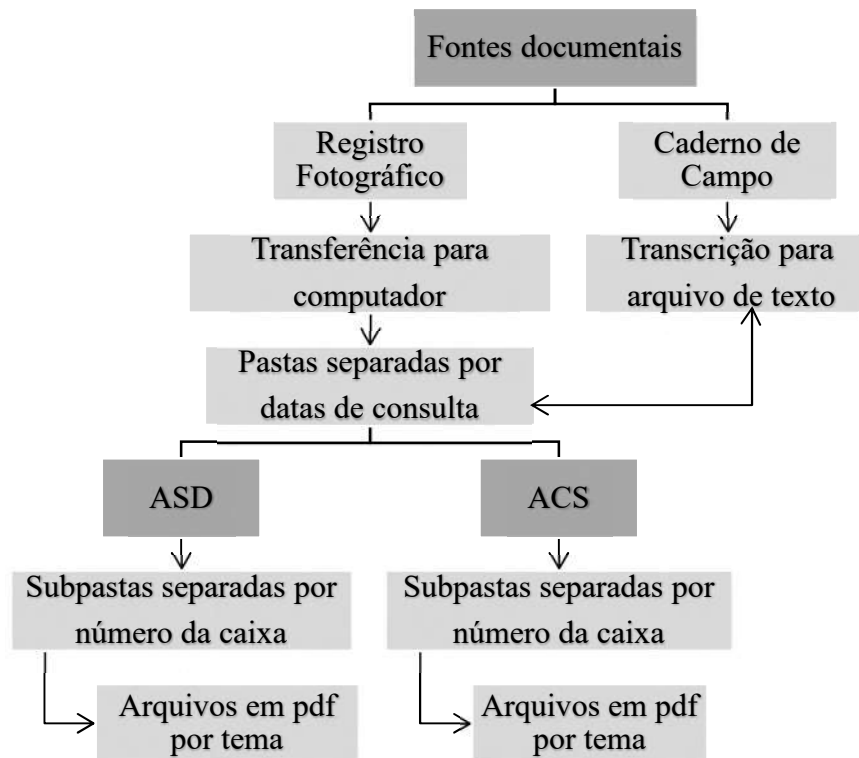 Fontes documentais
Registro
Fotográfico
Caderno de
Campo
Transferência para
computador
Transcrição para
arquivo de texto
Pastas separadas por
datas de consulta
ASD
ACS
Subpastas separadas por
número da caixa
Subpastas separadas por
número da caixa
Arquivos em pdf
por tema
Arquivos em pdf
por tema